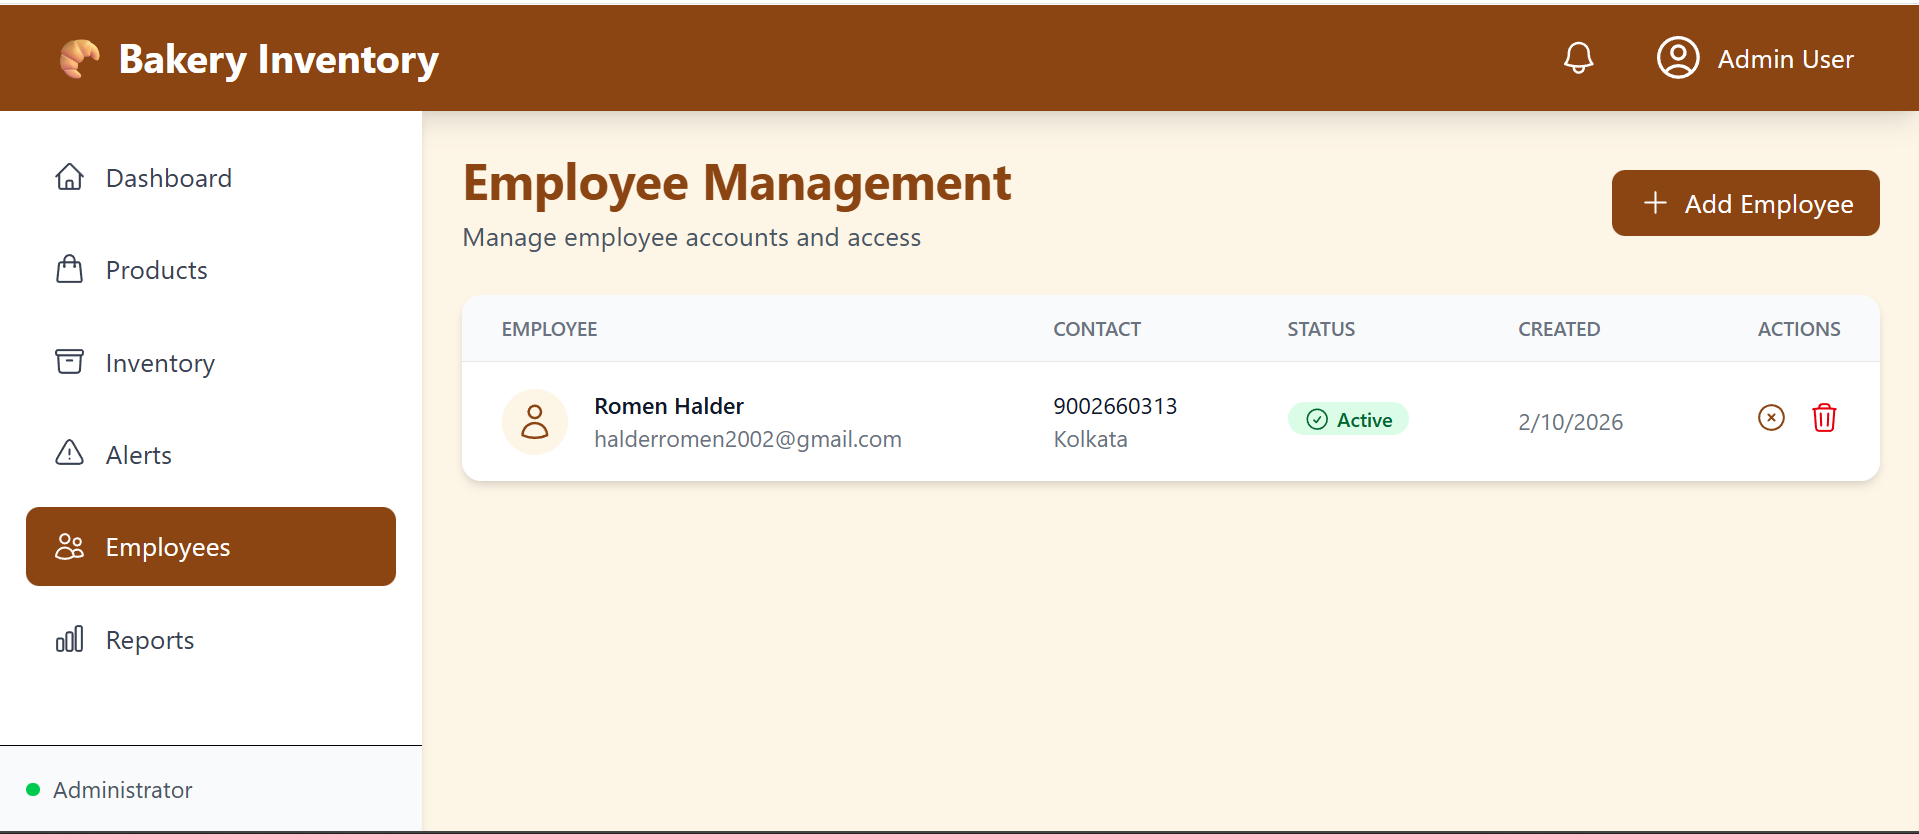 Bakery Inventory
Admin User
Dashboard
Products
Inventory
Alerts
Employees
Reports
Administrator
Employee Management
Manage employee accounts and access
Add Employee
EMPLOYEE CONTACT STATUS CREATED ACTIONS
Romen Halder 9002660313 Active 2/10/2026
halderromen2002@gmail.com Kolkata